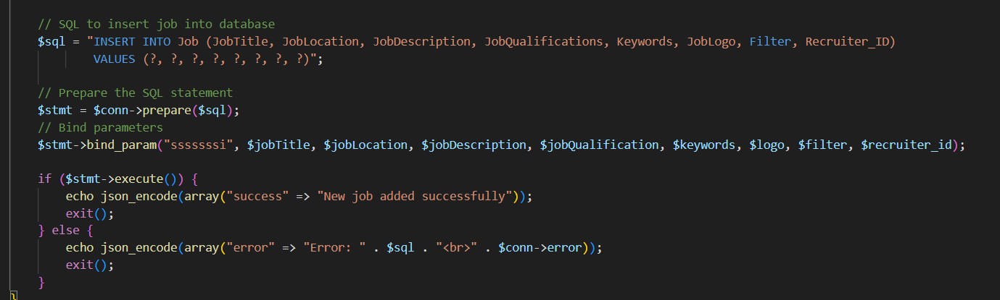 // SQL to insert job into database
$sql = "INSERT INTO Job (JobTitle, JobLocation, JobDescription, JobQualifications, Keywords, JobLogo, Filter, Recruiter_ID)
VALUES (?, ?, ?, ?, ?, ?, ?, ?)";
// Prepare the SQL statement
$stmt = $conn->prepare($sql);
// Bind parameters
$stmt->bind_param("sssssssi", $jobTitle, $jobLocation, $jobDescription, $jobQualification, $keywords, $logo, $filter, $recruiter_id);
if ($stmt->execute()) {
echo json_encode(array("success" => "New job added successfully"));
exit();
} else {
echo json_encode(array("error" => "Error: " . $sql . "<br>" . $conn->error));
exit();
}
}